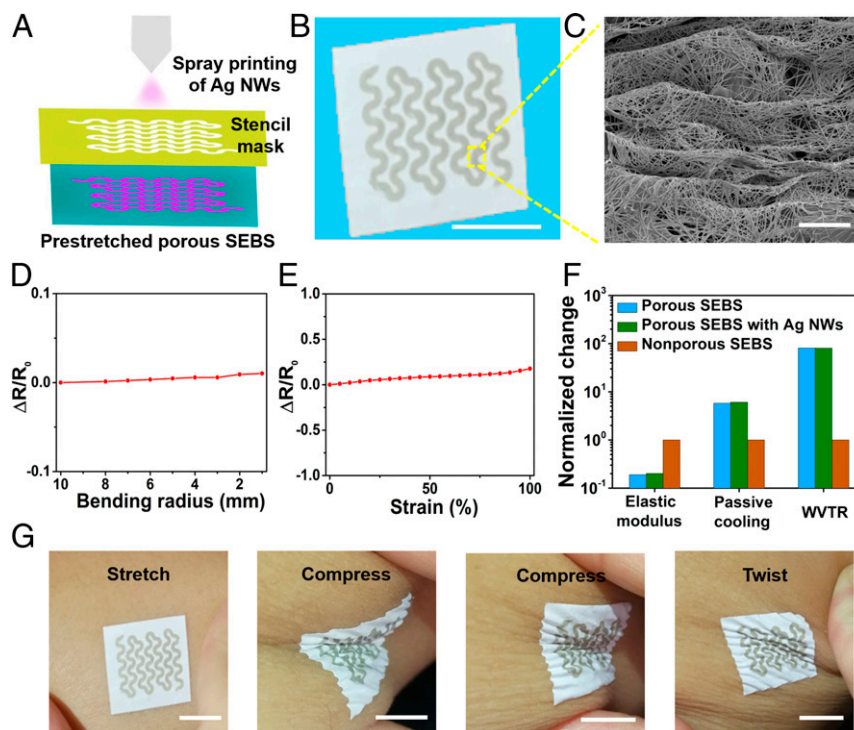 A
Spray printing
of Ag NWs
Stencil
mask
Prestretched porous SEBS
B
C
D
0.1
0.0
-0.1
ΔR/R₀
10 8 6 4 2
Bending radius (mm)
E
1.0
0.5
0.0
-0.5
-1.0
ΔR/R₀
0 50 100
Strain (%)
F
Porous SEBS
Porous SEBS with Ag NWs
Nonporous SEBS
10³
10²
10¹
10⁰
10⁻¹
Normalized change
Elastic
modulus
Passive
cooling
WVTR
G
Stretch
Compress
Compress
Twist